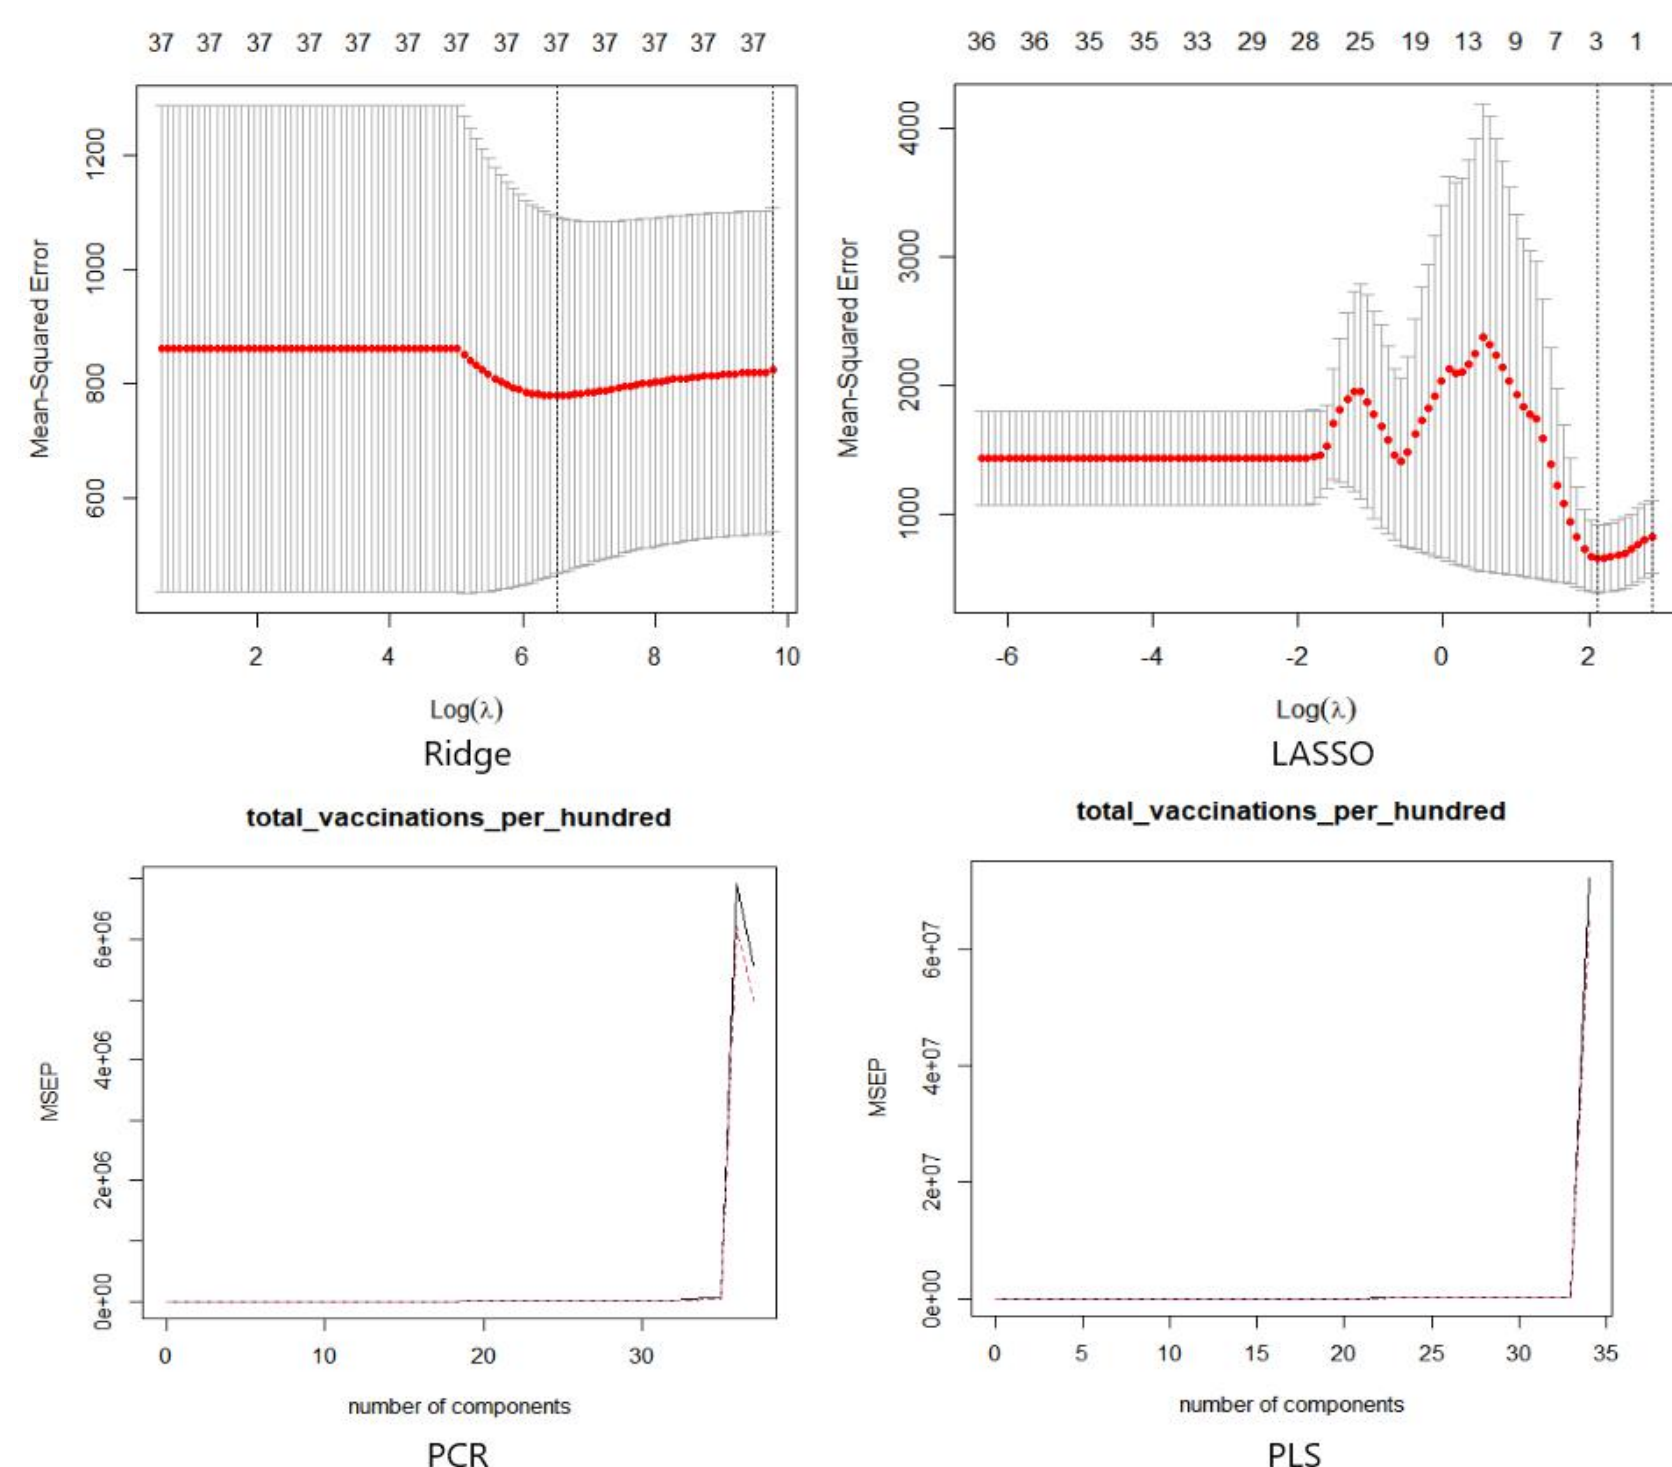 37 37 37 37 37 37 37 37 37 37 37 37 37
Mean-Squared Error
600 800 1000 1200
2 4 6 8 10
Log(λ)
Ridge
36 36 35 35 33 29 28 25 19 13 9 7 3 1
Mean-Squared Error
1000 2000 3000 4000
-6 -4 -2 0 2
Log(λ)
LASSO
total_vaccinations_per_hundred
MSEP
0e+00 2e+06 4e+06 6e+06
0 10 20 30
number of components
PCR
total_vaccinations_per_hundred
MSEP
0e+00 2e+07 4e+07 6e+07
0 5 10 15 20 25 30 35
number of components
PLS